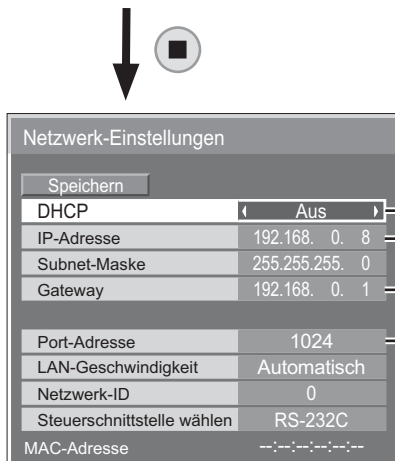 Netzwerk-Einstellungen
Speichern
DHCP Aus
IP-Adresse 192.168. 0. 8
Subnet-Maske 255.255.255. 0
Gateway 192.168. 0. 1
Port-Adresse 1024
LAN-Geschwindigkeit Automatisch
Netzwerk-ID 0
Steuerschnittstelle wählen RS-232C
MAC-Adresse --:--:--:--:--:--